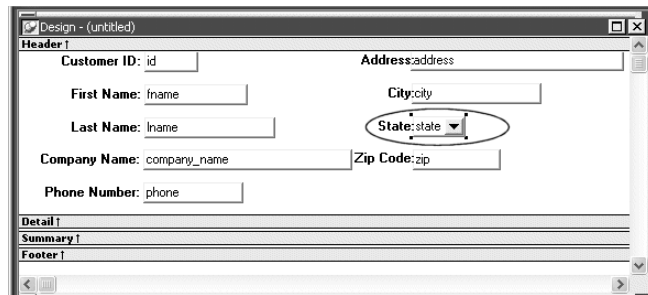 Design - (untitled)
Header ↑
Customer ID: id Address:address
First Name: fname City:city
Last Name: lname State:state
Company Name: company_name Zip Code:zip
Phone Number: phone
Detail ↑
Summary ↑
Footer ↑